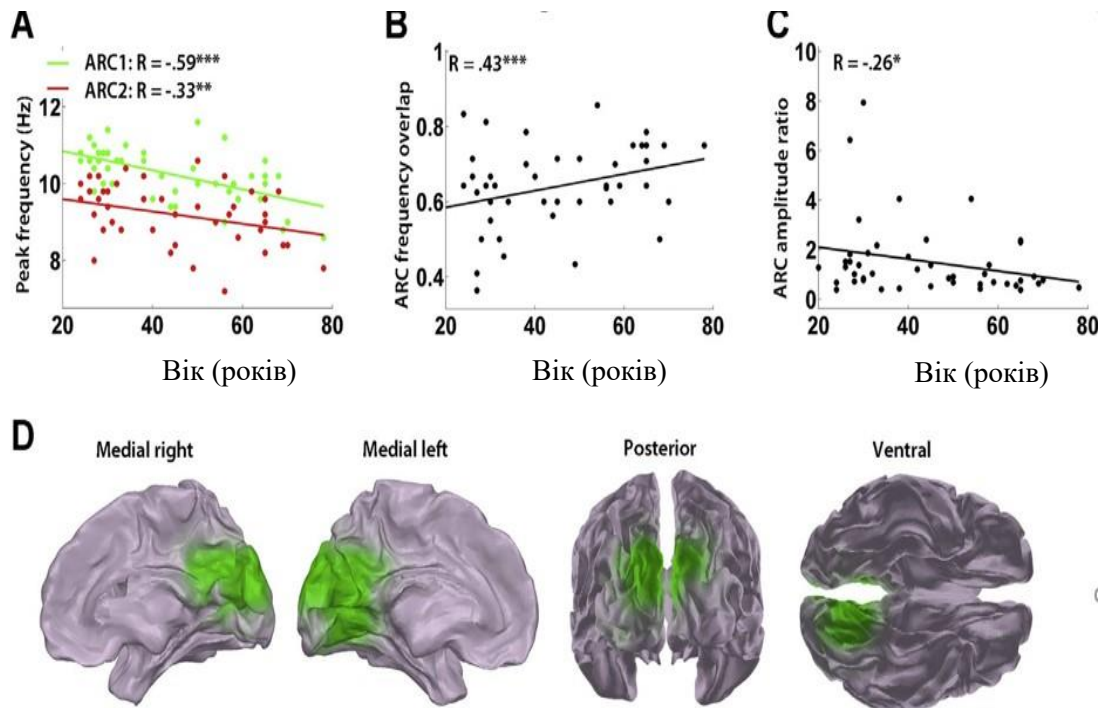 A
ARC1: R = -.59***
ARC2: R = -.33**
Peak frequency (Hz)
12
10
8
20 40 60 80
Вік (років)
B
R = .43***
ARC frequency overlap
1
0.8
0.6
0.4
20 40 60 80
Вік (років)
C
R = -.26*
ARC amplitude ratio
10
8
6
4
2
0
20 40 60 80
Вік (років)
D
Medial right
Medial left
Posterior
Ventral